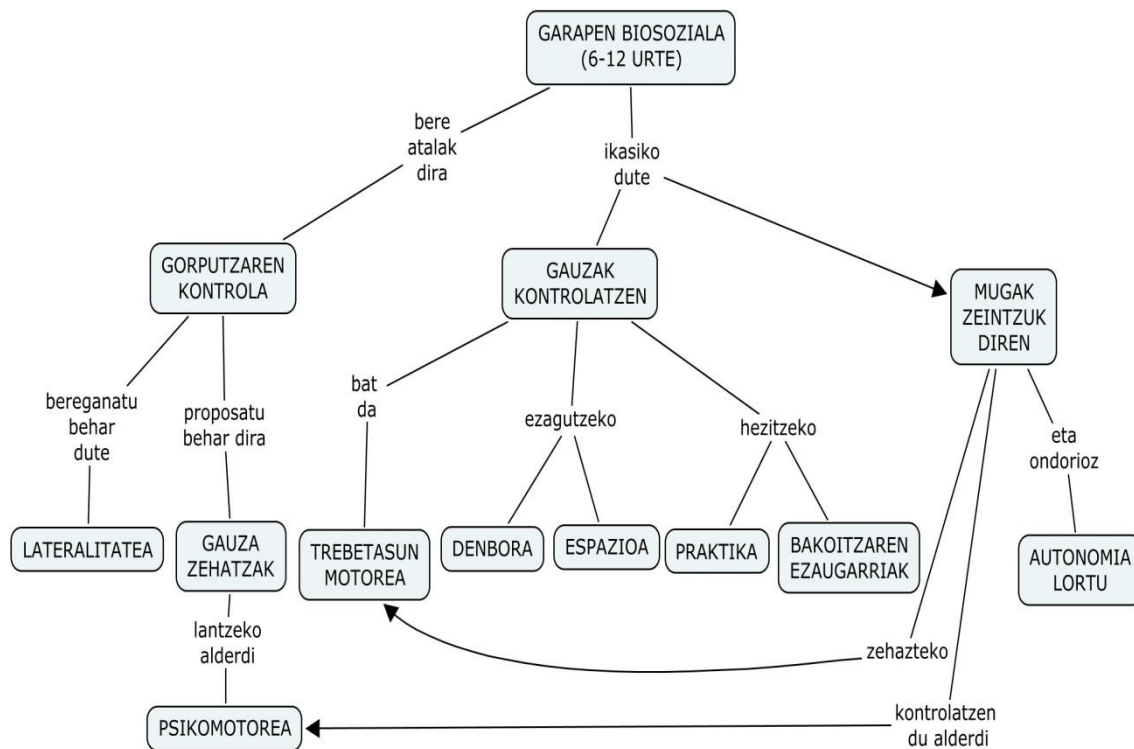 GARAPEN BIOSOZIALA
(6-12 URTE)
bere
atalak
dira
ikasiko
dute
GORPUTZAREN
KONTROLA
GAUZAK
KONTROLATZEN
MUGAK
ZEINTZUK
DIREN
bereganatu
behar
dute
proposatu
behar dira
bat
da
ezagutzeko
hezitzeko
eta
ondorioz
LATERALITATEA
GAUZA
ZEHATZAK
TREBETASUN
MOTOREA
DENBORA
ESPAZIOA
PRAKTIKA
BAKOITZAREN
EZAUGARRIAK
AUTONOMIA
LORTU
lantzeko
alderdi
zehazteko
PSIKOMOTOREA
kontrolatzen
du alderdi